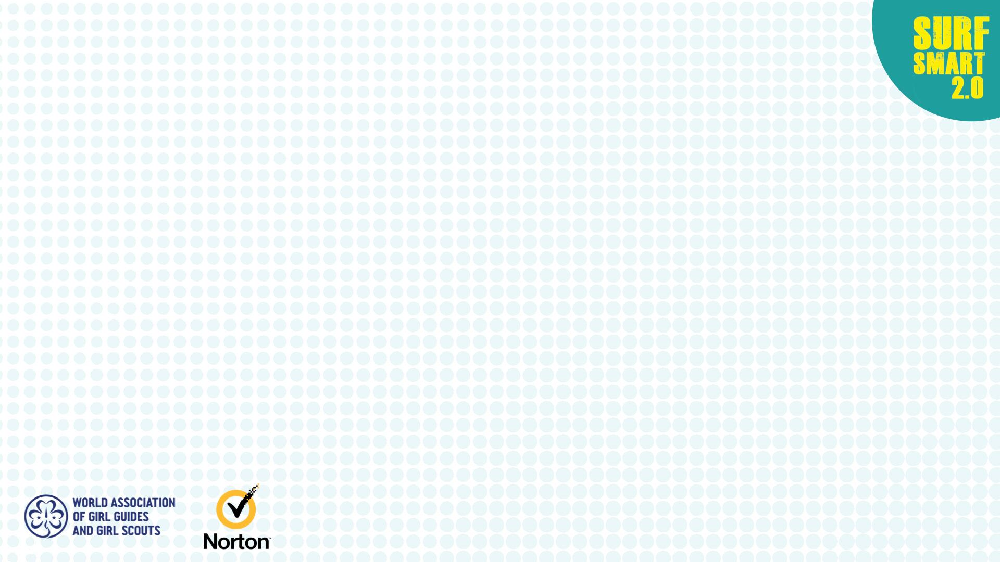 SURF
SMART
2.0
WORLD ASSOCIATION
OF GIRL GUIDES
AND GIRL SCOUTS
Norton